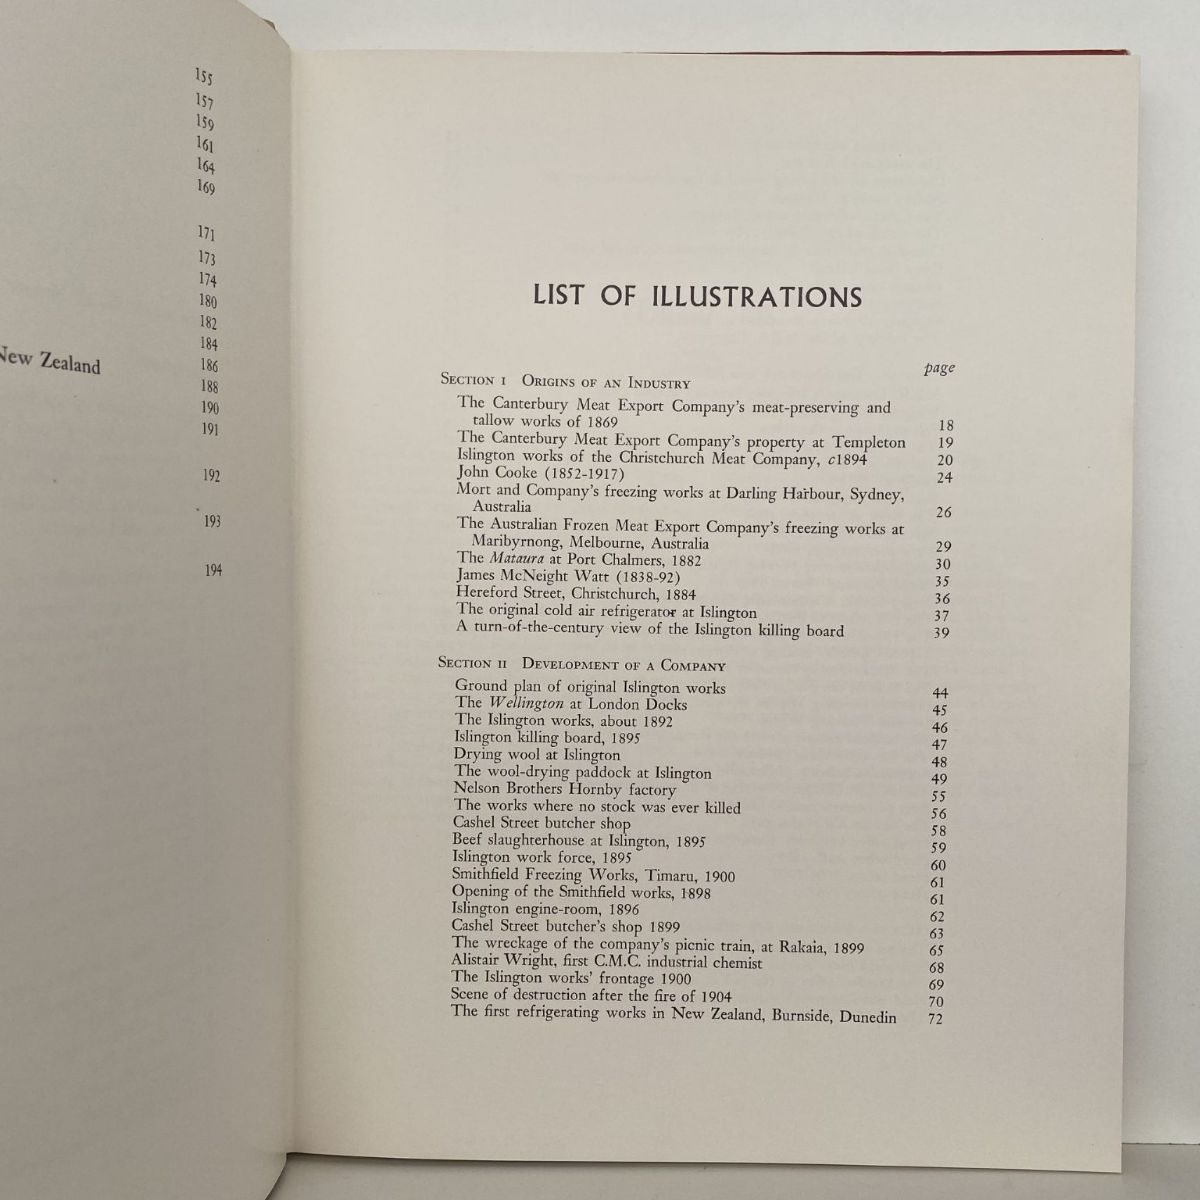 155
157
159
161
164
169
171
173
174
180
182
184
New Zealand 186
188
190
191
192
193
194
LIST OF ILLUSTRATIONS
page
SECTION I ORIGINS OF AN INDUSTRY
The Canterbury Meat Export Company's meat-preserving and
tallow works of 1869 18
The Canterbury Meat Export Company's property at Templeton 19
Islington works of the Christchurch Meat Company, c1894 20
John Cooke (1852-1917) 24
Mort and Company's freezing works at Darling Harbour, Sydney,
Australia 26
The Australian Frozen Meat Export Company's freezing works at
Maribyrnong, Melbourne, Australia 29
The Mataura at Port Chalmers, 1882 30
James McNeight Watt (1838-92) 35
Hereford Street, Christchurch, 1884 36
The original cold air refrigerator at Islington 37
A turn-of-the-century view of the Islington killing board 39
SECTION II DEVELOPMENT OF A COMPANY
Ground plan of original Islington works 44
The Wellington at London Docks 45
The Islington works, about 1892 46
Islington killing board, 1895 47
Drying wool at Islington 48
The wool-drying paddock at Islington 49
Nelson Brothers Hornby factory 55
The works where no stock was ever killed 56
Cashel Street butcher shop 58
Beef slaughterhouse at Islington, 1895 59
Islington work force, 1895 60
Smithfield Freezing Works, Timaru, 1900 61
Opening of the Smithfield works, 1898 61
Islington engine-room, 1896 62
Cashel Street butcher's shop 1899 63
The wreckage of the company's picnic train, at Rakaia, 1899 65
Alistair Wright, first C.M.C. industrial chemist 68
The Islington works' frontage 1900 69
Scene of destruction after the fire of 1904 70
The first refrigerating works in New Zealand, Burnside, Dunedin 72